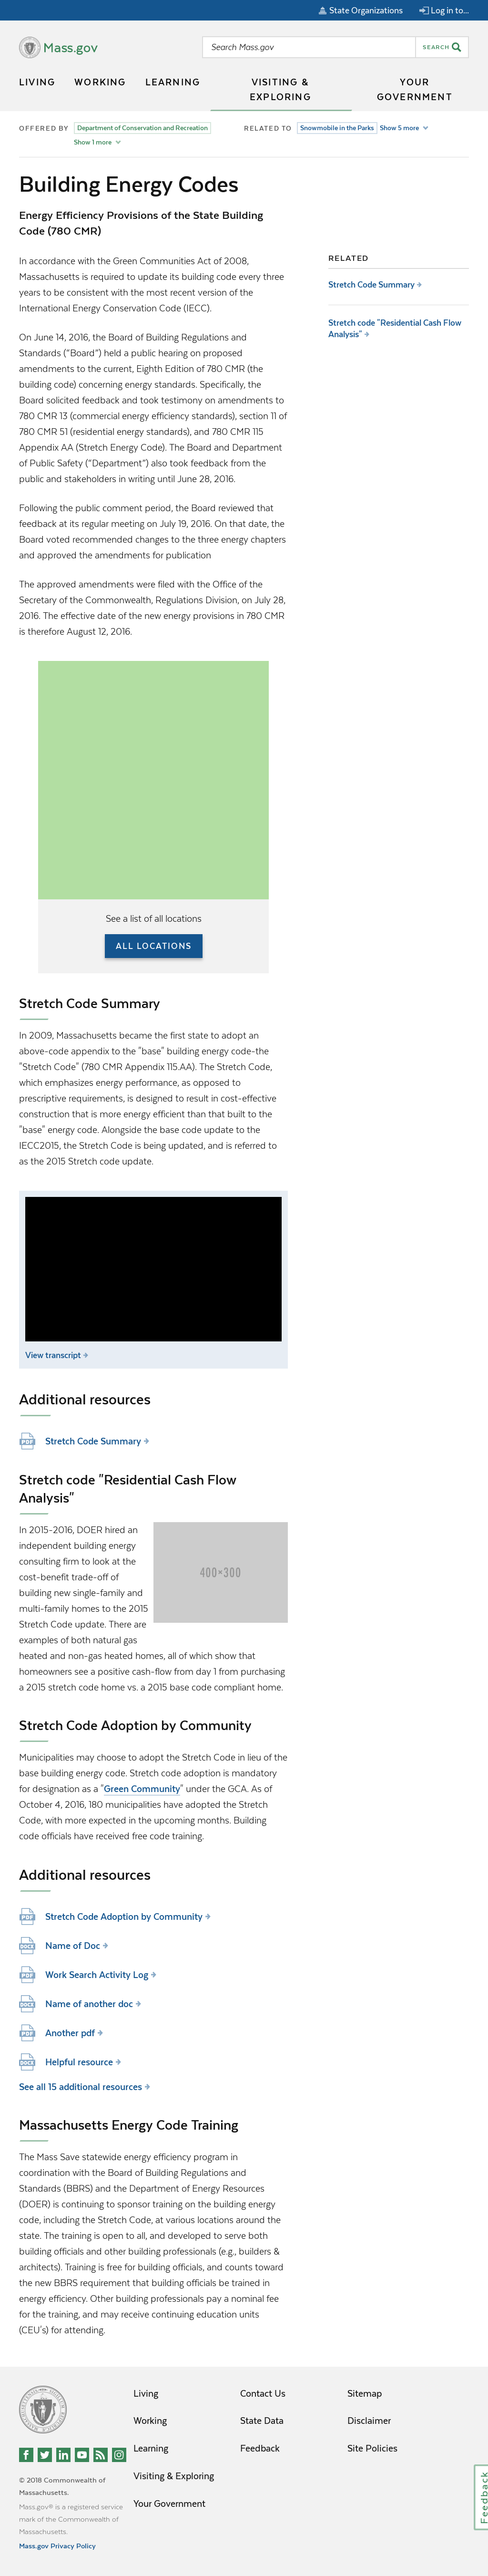 State Organizations
Log in to...
Mass.gov
Search Mass.gov
SEARCH
LIVING
WORKING
LEARNING
VISITING &
EXPLORING
YOUR
GOVERNMENT
OFFERED BY
Department of Conservation and Recreation
Show 1 more
RELATED TO
Snowmobile in the Parks
Show 5 more
Building Energy Codes
Energy Efficiency Provisions of the State Building
Code (780 CMR)
In accordance with the Green Communities Act of 2008,
Massachusetts is required to update its building code every three
years to be consistent with the most recent version of the
International Energy Conservation Code (IECC).
On June 14, 2016, the Board of Building Regulations and
Standards ("Board") held a public hearing on proposed
amendments to the current, Eighth Edition of 780 CMR (the
building code) concerning energy standards. Specifically, the
Board solicited feedback and took testimony on amendments to
780 CMR 13 (commercial energy efficiency standards), section 11 of
780 CMR 51 (residential energy standards), and 780 CMR 115
Appendix AA (Stretch Energy Code). The Board and Department
of Public Safety ("Department") also took feedback from the
public and stakeholders in writing until June 28, 2016.
Following the public comment period, the Board reviewed that
feedback at its regular meeting on July 19, 2016. On that date, the
Board voted recommended changes to the three energy chapters
and approved the amendments for publication
The approved amendments were filed with the Office of the
Secretary of the Commonwealth, Regulations Division, on July 28,
2016. The effective date of the new energy provisions in 780 CMR
is therefore August 12, 2016.
RELATED
Stretch Code Summary
Stretch code "Residential Cash Flow
Analysis"
See a list of all locations
ALL LOCATIONS
Stretch Code Summary
In 2009, Massachusetts became the first state to adopt an
above-code appendix to the "base" building energy code-the
"Stretch Code" (780 CMR Appendix 115.AA). The Stretch Code,
which emphasizes energy performance, as opposed to
prescriptive requirements, is designed to result in cost-effective
construction that is more energy efficient than that built to the
"base" energy code. Alongside the base code update to the
IECC2015, the Stretch Code is being updated, and is referred to
as the 2015 Stretch code update.
View transcript
Additional resources
PDF
Stretch Code Summary
Stretch code "Residential Cash Flow
Analysis"
In 2015-2016, DOER hired an
independent building energy
consulting firm to look at the
cost-benefit trade-off of
building new single-family and
multi-family homes to the 2015
Stretch Code update. There are
examples of both natural gas
heated and non-gas heated homes, all of which show that
homeowners see a positive cash-flow from day 1 from purchasing
a 2015 stretch code home vs. a 2015 base code compliant home.
400×300
Stretch Code Adoption by Community
Municipalities may choose to adopt the Stretch Code in lieu of the
base building energy code. Stretch code adoption is mandatory
for designation as a "Green Community" under the GCA. As of
October 4, 2016, 180 municipalities have adopted the Stretch
Code, with more expected in the upcoming months. Building
code officials have received free code training.
Additional resources
PDF
Stretch Code Adoption by Community
DOCX
Name of Doc
PDF
Work Search Activity Log
DOCX
Name of another doc
PDF
Another pdf
DOCX
Helpful resource
See all 15 additional resources
Massachusetts Energy Code Training
The Mass Save statewide energy efficiency program in
coordination with the Board of Building Regulations and
Standards (BBRS) and the Department of Energy Resources
(DOER) is continuing to sponsor training on the building energy
code, including the Stretch Code, at various locations around the
state. The training is open to all, and developed to serve both
building officials and other building professionals (e.g., builders &
architects). Training is free for building officials, and counts toward
the new BBRS requirement that building officials be trained in
energy efficiency. Other building professionals pay a nominal fee
for the training, and may receive continuing education units
(CEU's) for attending.
Living
Working
Learning
Visiting & Exploring
Your Government
Contact Us
State Data
Feedback
Sitemap
Disclaimer
Site Policies
© 2018 Commonwealth of
Massachusetts.
Mass.gov® is a registered service
mark of the Commonwealth of
Massachusetts.
Mass.gov Privacy Policy
Feedback